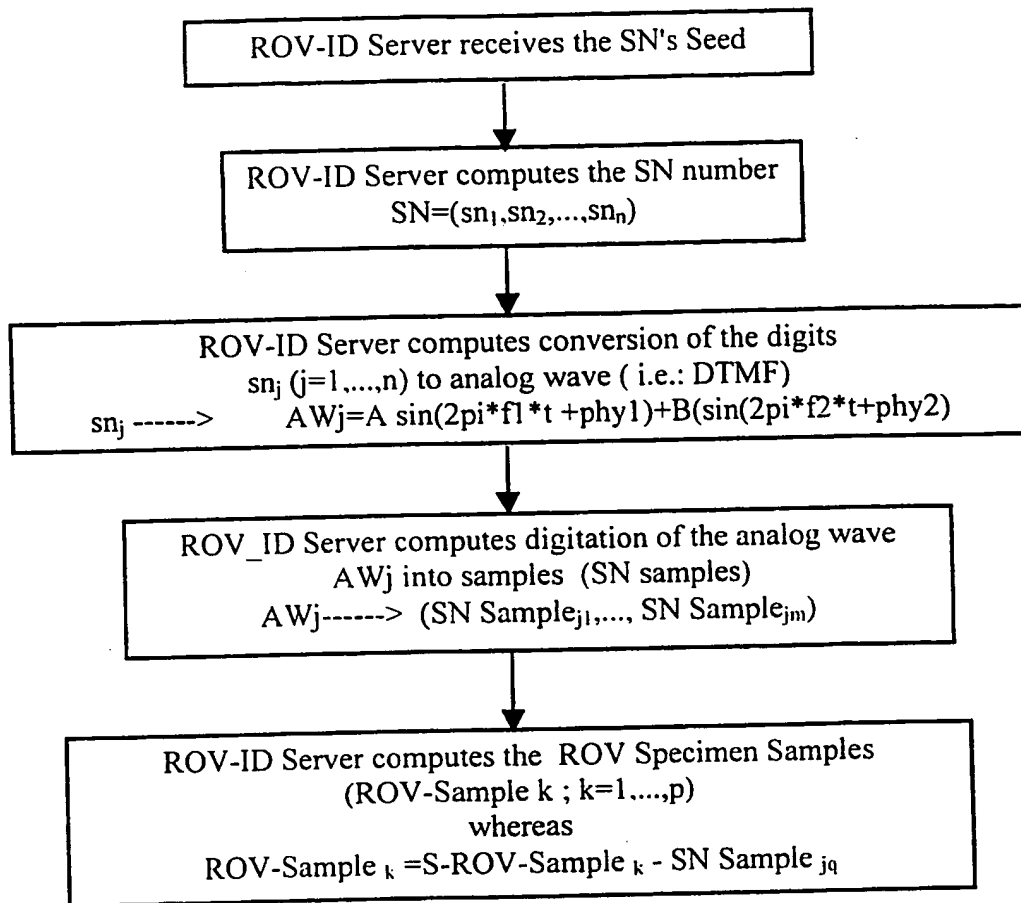 ROV-ID Server receives the SN's Seed
ROV-ID Server computes the SN number
SN=(sn₁,sn₂,...,snₙ)
ROV-ID Server computes conversion of the digits
snⱼ (j=1,...,n) to analog wave ( i.e.: DTMF)
snⱼ ------> AWj=A sin(2pi*f1*t +phy1)+B(sin(2pi*f2*t+phy2)
ROV_ID Server computes digitation of the analog wave
AWj into samples (SN samples)
AWj------> (SN Sampleⱼ₁,..., SN Sampleⱼₘ)
ROV-ID Server computes the ROV Specimen Samples
(ROV-Sample k ; k=1,...,p)
whereas
ROV-Sample ₖ =S-ROV-Sample ₖ - SN Sample jq